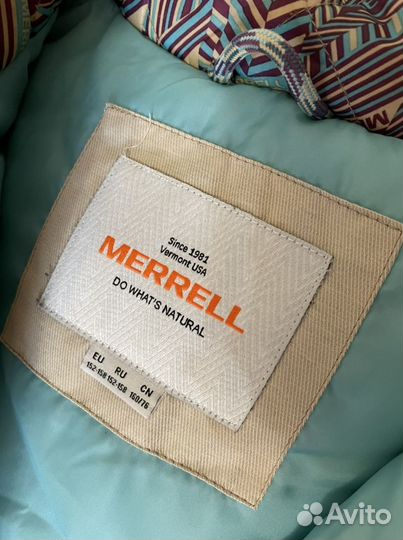 Since 1981
Vermont USA
MERRELL
DO WHAT'S NATURAL
EU RU CN
152-158 152-158 160/76
Avito